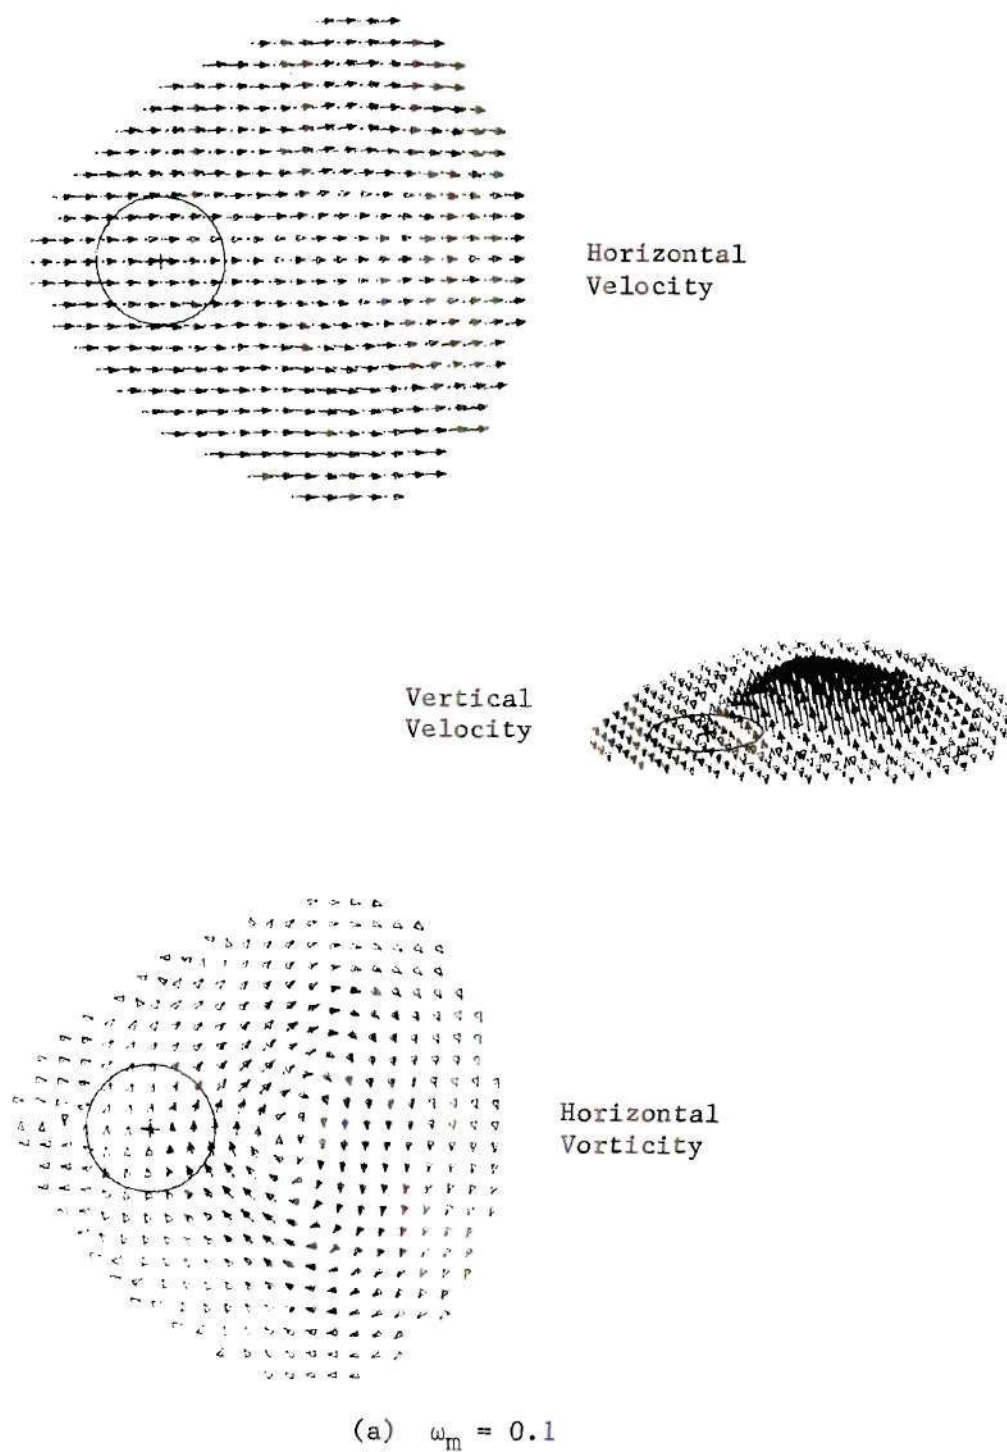 Horizontal
Velocity
Vertical
Velocity
Horizontal
Vorticity
(a) ωm = 0.1